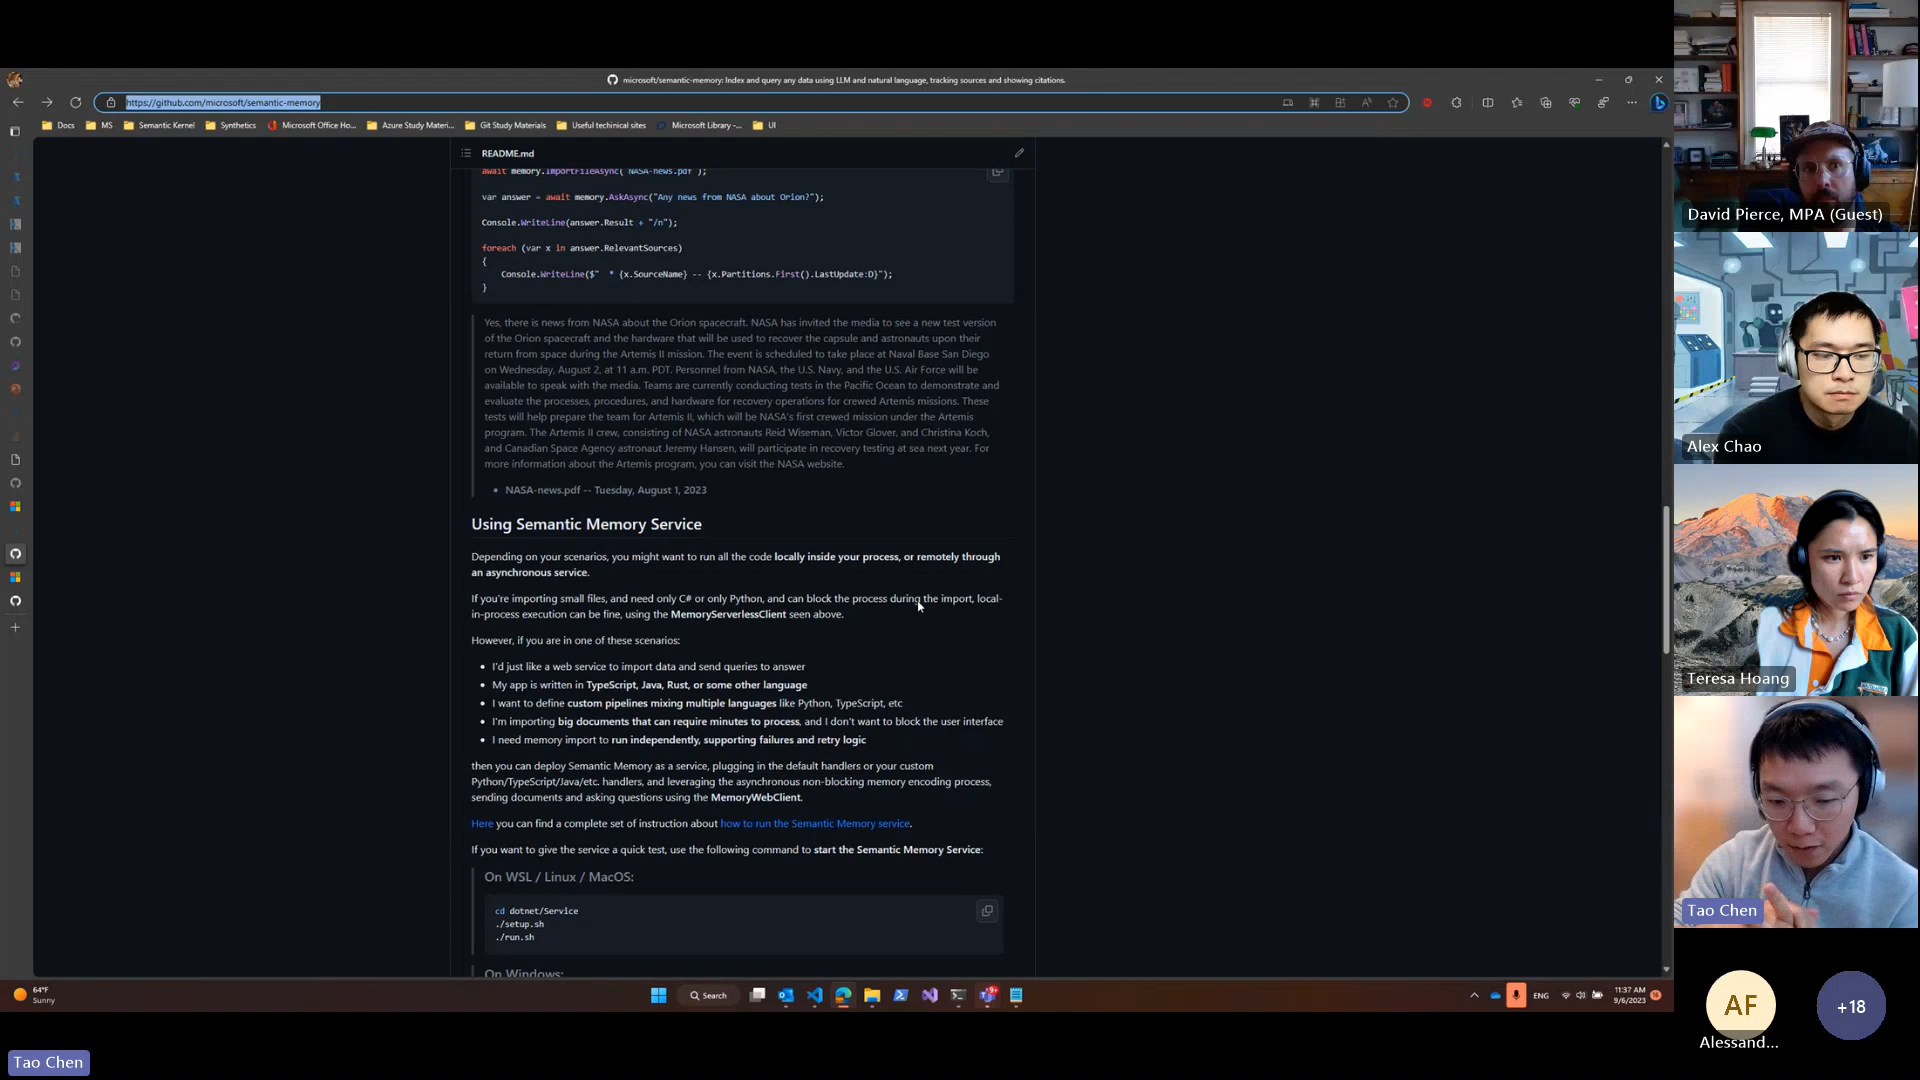 microsoft/semantic-memory: Index and query any data using LLM and natural language, tracking sources and showing citations.
https://github.com/microsoft/semantic-memory
Docs
MS
Semantic Kernel
Synthetics
Microsoft Office Ho...
Azure Study Materi...
Git Study Materials
Useful techinical sites
Microsoft Library -...
UI
README.md
await memory.ImportFileAsync("NASA-news.pdf");
var answer = await memory.AskAsync("Any news from NASA about Orion?");
Console.WriteLine(answer.Result + "/n");
foreach (var x in answer.RelevantSources)
{
Console.WriteLine($"  * {x.SourceName} -- {x.Partitions.First().LastUpdate:D}");
}
Yes, there is news from NASA about the Orion spacecraft. NASA has invited the media to see a new test version
of the Orion spacecraft and the hardware that will be used to recover the capsule and astronauts upon their
return from space during the Artemis II mission. The event is scheduled to take place at Naval Base San Diego
on Wednesday, August 2, at 11 a.m. PDT. Personnel from NASA, the U.S. Navy, and the U.S. Air Force will be
available to speak with the media. Teams are currently conducting tests in the Pacific Ocean to demonstrate and
evaluate the processes, procedures, and hardware for recovery operations for crewed Artemis missions. These
tests will help prepare the team for Artemis II, which will be NASA's first crewed mission under the Artemis
program. The Artemis II crew, consisting of NASA astronauts Reid Wiseman, Victor Glover, and Christina Koch,
and Canadian Space Agency astronaut Jeremy Hansen, will participate in recovery testing at sea next year. For
more information about the Artemis program, you can visit the NASA website.
• NASA-news.pdf -- Tuesday, August 1, 2023
Using Semantic Memory Service
Depending on your scenarios, you might want to run all the code locally inside your process, or remotely through
an asynchronous service.
If you're importing small files, and need only C# or only Python, and can block the process during the import, local-
in-process execution can be fine, using the MemoryServerlessClient seen above.
However, if you are in one of these scenarios:
• I'd just like a web service to import data and send queries to answer
• My app is written in TypeScript, Java, Rust, or some other language
• I want to define custom pipelines mixing multiple languages like Python, TypeScript, etc
• I'm importing big documents that can require minutes to process, and I don't want to block the user interface
• I need memory import to run independently, supporting failures and retry logic
then you can deploy Semantic Memory as a service, plugging in the default handlers or your custom
Python/TypeScript/Java/etc. handlers, and leveraging the asynchronous non-blocking memory encoding process,
sending documents and asking questions using the MemoryWebClient.
Here you can find a complete set of instruction about how to run the Semantic Memory service.
If you want to give the service a quick test, use the following command to start the Semantic Memory Service:
On WSL / Linux / MacOS:
cd dotnet/Service
./setup.sh
./run.sh
On Windows:
64°F
Sunny
Search
9+
ENG
11:37 AM
9/6/2023
Tao Chen
David Pierce, MPA (Guest)
Alex Chao
Teresa Hoang
Tao Chen
AF
+18
Alessand...